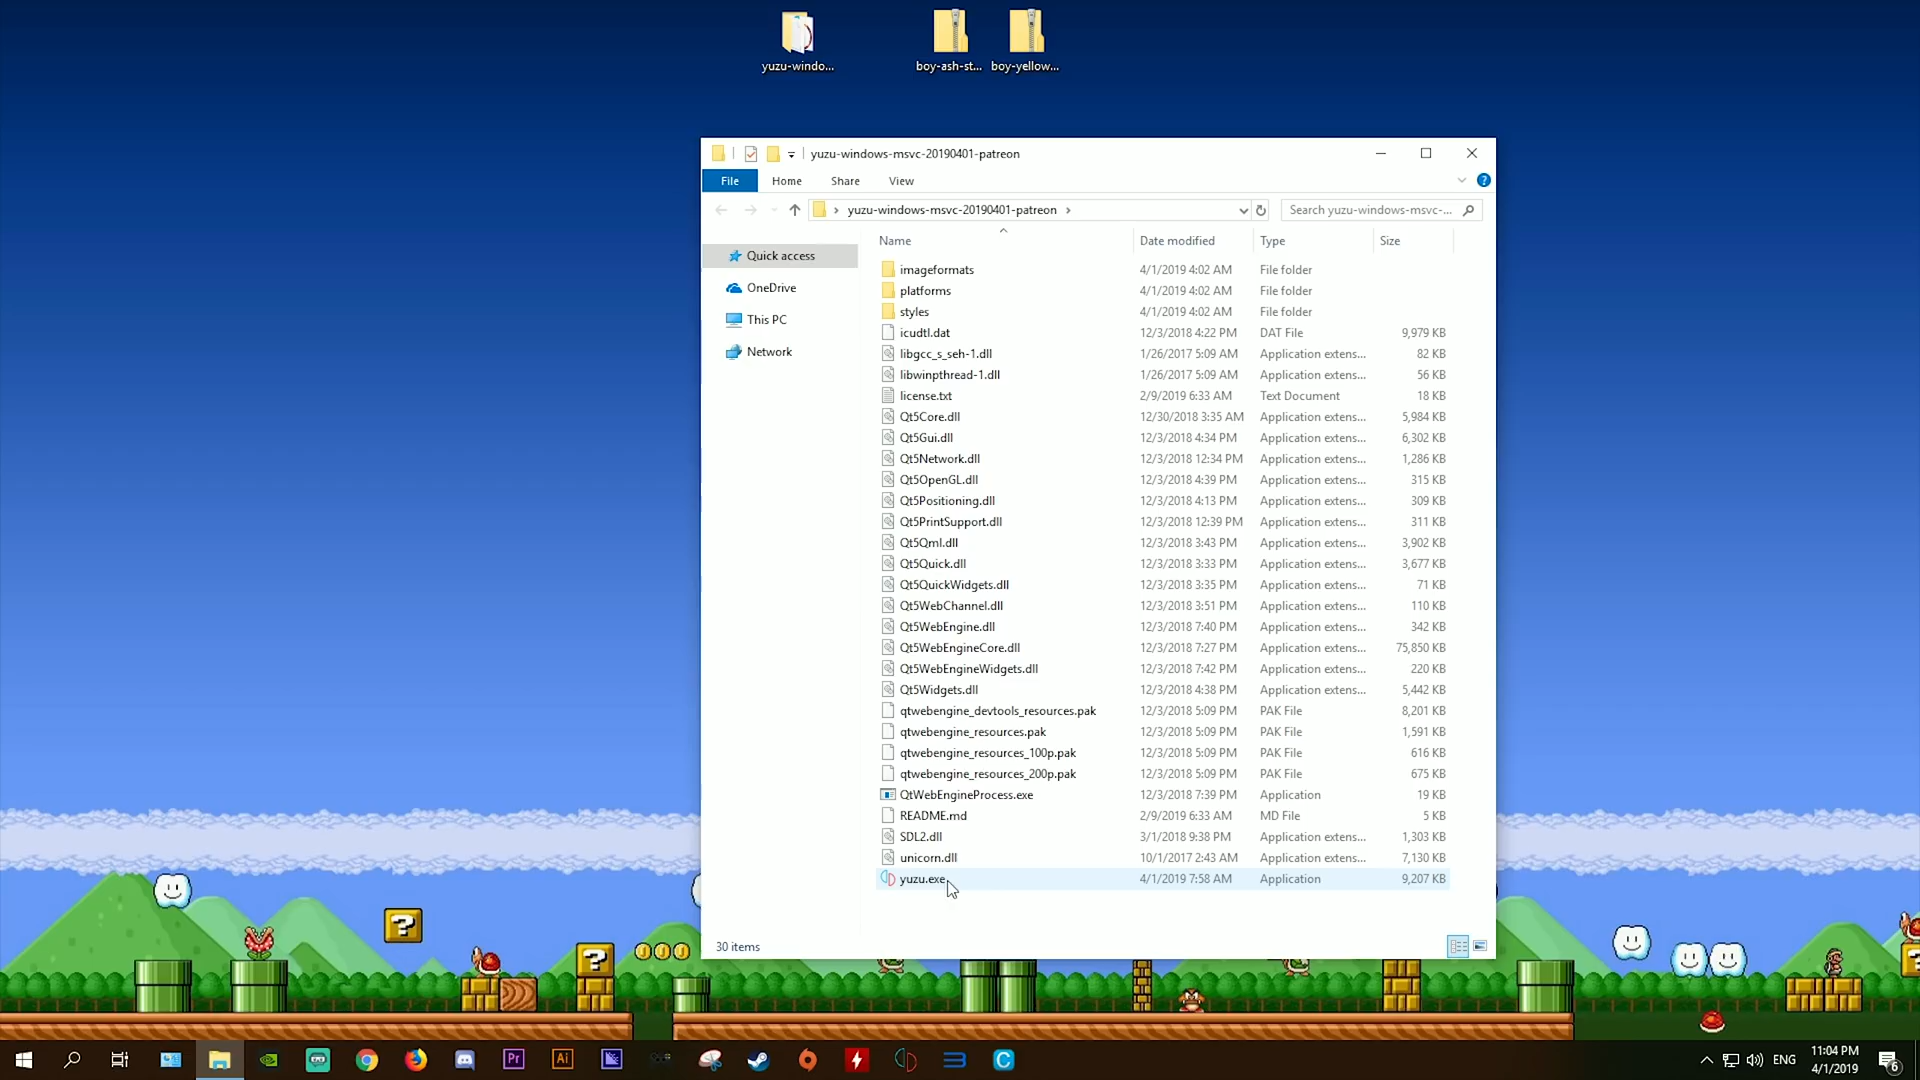 yuzu-windo...
boy-ash-st...
boy-yellow...
yuzu-windows-msvc-20190401-patreon
File
Home
Share
View
yuzu-windows-msvc-20190401-patreon
Search yuzu-windows-msvc-...
Quick access
OneDrive
This PC
Network
Name Date modified Type Size
imageformats 4/1/2019 4:02 AM File folder
platforms 4/1/2019 4:02 AM File folder
styles 4/1/2019 4:02 AM File folder
icudtl.dat 12/3/2018 4:22 PM DAT File 9,979 KB
libgcc_s_seh-1.dll 1/26/2017 5:09 AM Application extens... 82 KB
libwinpthread-1.dll 1/26/2017 5:09 AM Application extens... 56 KB
license.txt 2/9/2019 6:33 AM Text Document 18 KB
Qt5Core.dll 12/30/2018 3:35 AM Application extens... 5,984 KB
Qt5Gui.dll 12/3/2018 4:34 PM Application extens... 6,302 KB
Qt5Network.dll 12/3/2018 12:34 PM Application extens... 1,286 KB
Qt5OpenGL.dll 12/3/2018 4:39 PM Application extens... 315 KB
Qt5Positioning.dll 12/3/2018 4:13 PM Application extens... 309 KB
Qt5PrintSupport.dll 12/3/2018 12:39 PM Application extens... 311 KB
Qt5Qml.dll 12/3/2018 3:43 PM Application extens... 3,902 KB
Qt5Quick.dll 12/3/2018 3:33 PM Application extens... 3,677 KB
Qt5QuickWidgets.dll 12/3/2018 3:35 PM Application extens... 71 KB
Qt5WebChannel.dll 12/3/2018 3:51 PM Application extens... 110 KB
Qt5WebEngine.dll 12/3/2018 7:40 PM Application extens... 342 KB
Qt5WebEngineCore.dll 12/3/2018 7:27 PM Application extens... 75,850 KB
Qt5WebEngineWidgets.dll 12/3/2018 7:42 PM Application extens... 220 KB
Qt5Widgets.dll 12/3/2018 4:38 PM Application extens... 5,442 KB
qtwebengine_devtools_resources.pak 12/3/2018 5:09 PM PAK File 8,201 KB
qtwebengine_resources.pak 12/3/2018 5:09 PM PAK File 1,591 KB
qtwebengine_resources_100p.pak 12/3/2018 5:09 PM PAK File 616 KB
qtwebengine_resources_200p.pak 12/3/2018 5:09 PM PAK File 675 KB
QtWebEngineProcess.exe 12/3/2018 7:39 PM Application 19 KB
README.md 2/9/2019 6:33 AM MD File 5 KB
SDL2.dll 3/1/2018 9:38 PM Application extens... 1,303 KB
unicorn.dll 10/1/2017 2:43 AM Application extens... 7,130 KB
yuzu.exe 4/1/2019 7:58 AM Application 9,207 KB
30 items
Pr
Ai
ENG
11:04 PM
4/1/2019
6